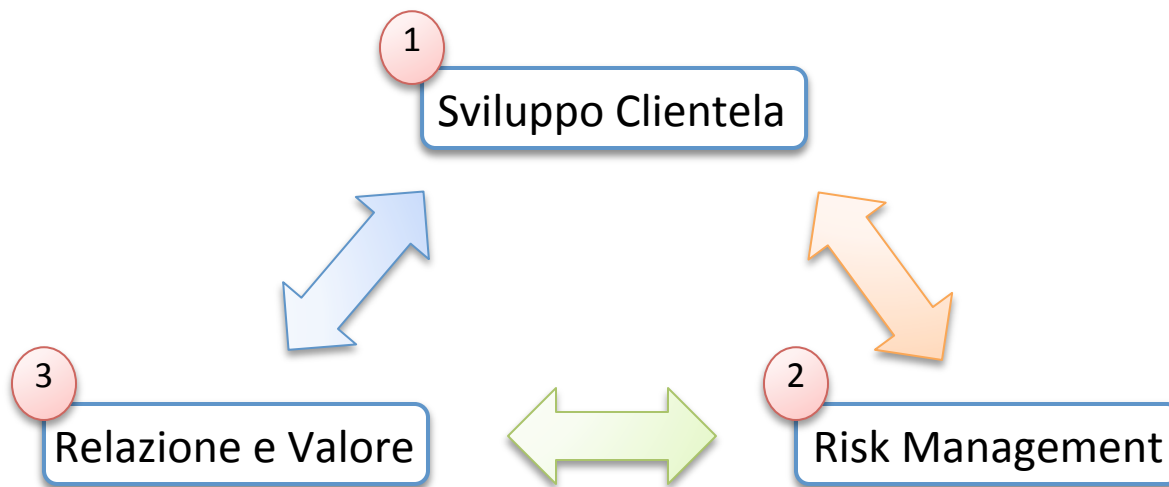 1
Sviluppo Clientela
3
Relazione e Valore
2
Risk Management